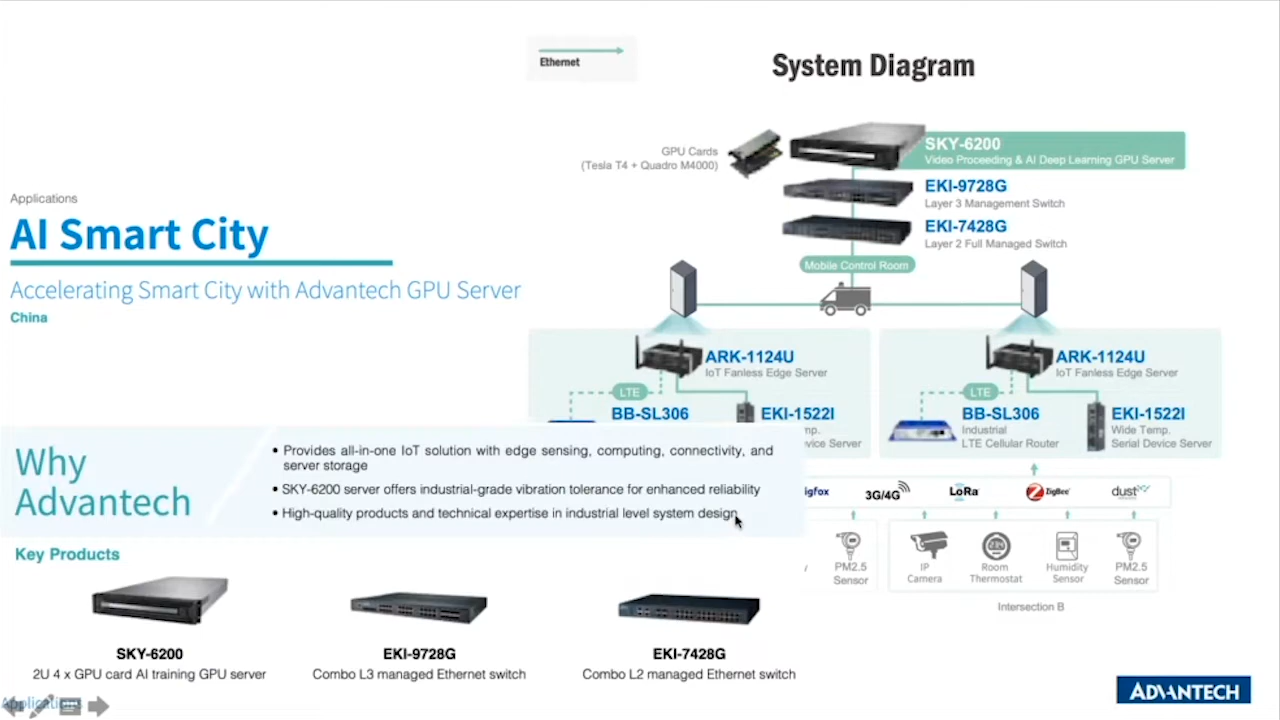 Ethernet
System Diagram
GPU Cards
(Tesla T4 + Quadro M4000)
SKY-6200
Video Proceeding & AI Deep Learning GPU Server
EKI-9728G
Layer 3 Management Switch
EKI-7428G
Layer 2 Full Managed Switch
Mobile Control Room
Applications
AI Smart City
Accelerating Smart City with Advantech GPU Server
China
ARK-1124U
IoT Fanless Edge Server
LTE
BB-SL306
EKI-1522I
ARK-1124U
IoT Fanless Edge Server
LTE
BB-SL306
Industrial
LTE Cellular Router
EKI-1522I
Wide Temp.
Serial Device Server
Server
Why
Advantech
• Provides all-in-one IoT solution with edge sensing, computing, connectivity, and
server storage
• SKY-6200 server offers industrial-grade vibration tolerance for enhanced reliability
• High-quality products and technical expertise in industrial level system design
3G/4G
LoRa
ZigBee
dust
PM2.5
Sensor
IP
Camera
Room
Thermostat
Humidity
Sensor
PM2.5
Sensor
Intersection B
Key Products
SKY-6200
2U 4 x GPU card AI training GPU server
EKI-9728G
Combo L3 managed Ethernet switch
EKI-7428G
Combo L2 managed Ethernet switch
ADVANTECH